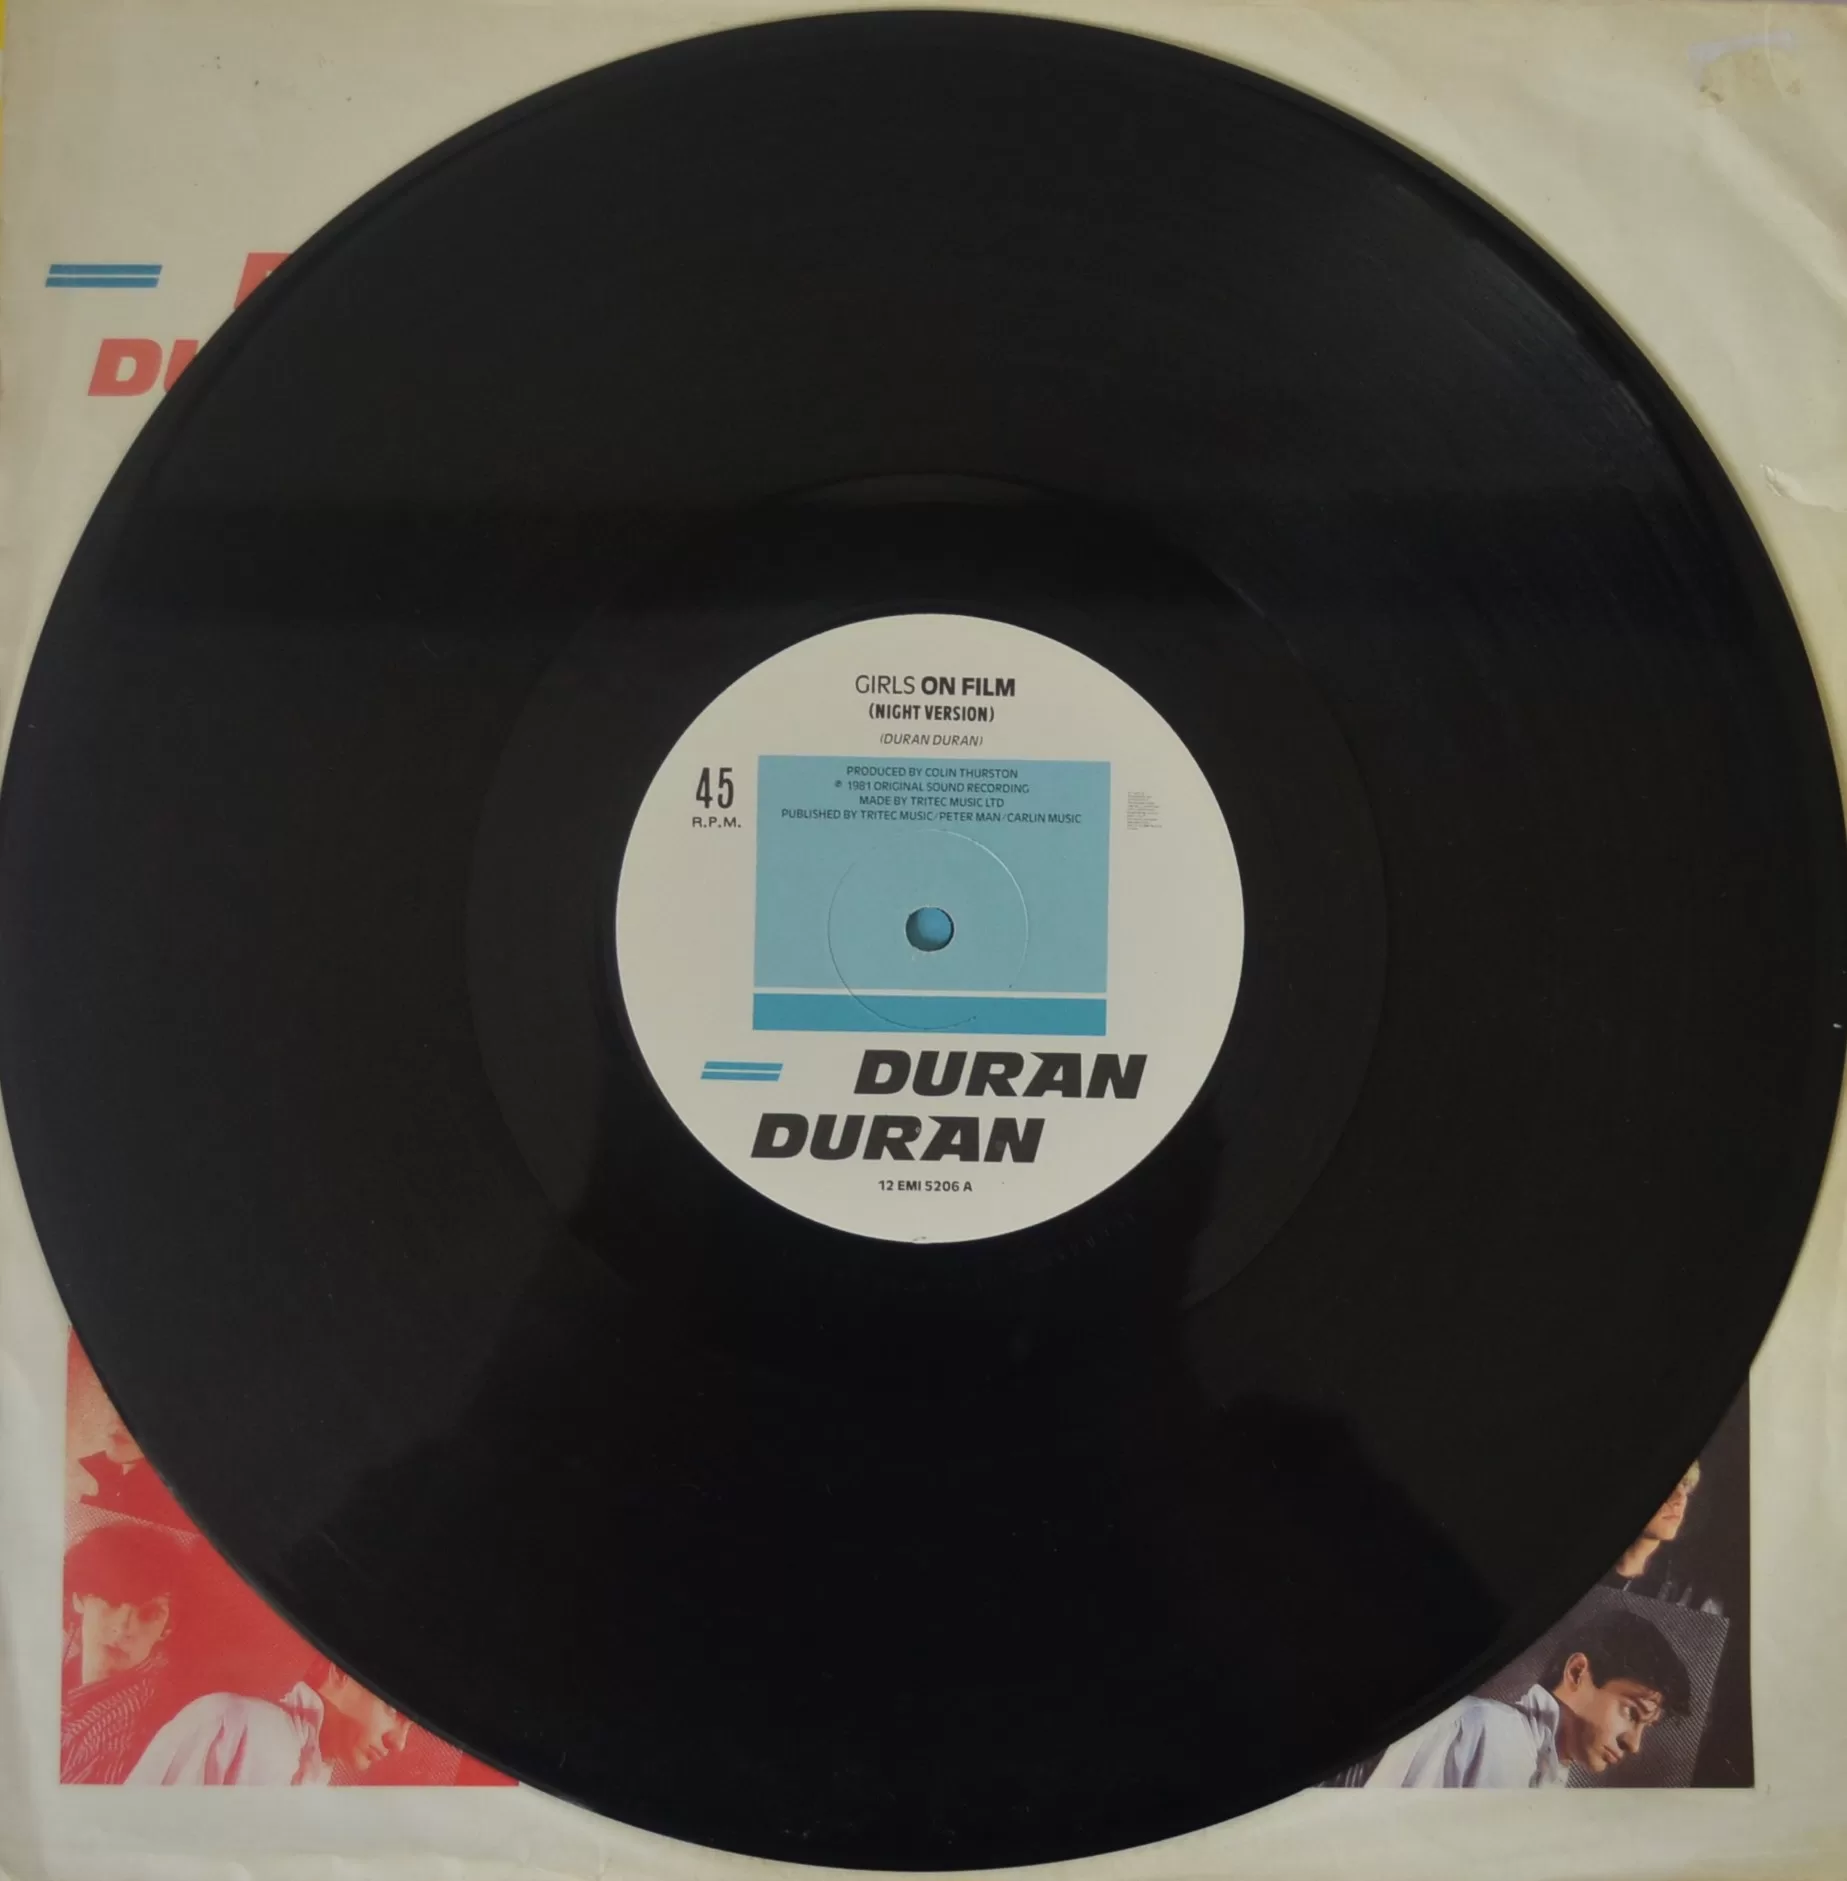 DU
GIRLS ON FILM
(NIGHT VERSION)
(DURAN DURAN)
45
R.P.M.
PRODUCED BY COLIN THURSTON
℗ 1981 ORIGINAL SOUND RECORDING
MADE BY TRITEC MUSIC LTD
PUBLISHED BY TRITEC MUSIC/PETER MAN/CARLIN MUSIC
DURAN
DURAN
12 EMI 5206 A